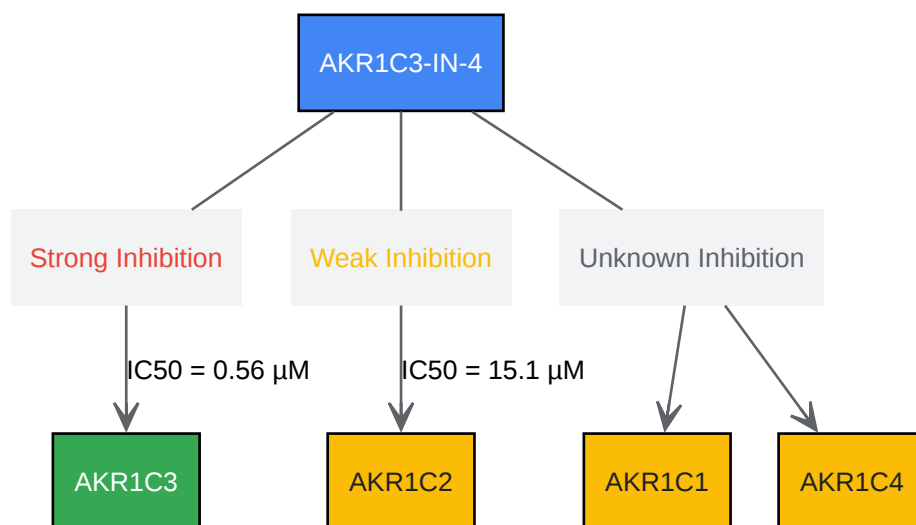 AKR1C3-IN-4
Strong Inhibition
Weak Inhibition
Unknown Inhibition
IC50 = 0.56 µM
IC50 = 15.1 µM
AKR1C3
AKR1C2
AKR1C1
AKR1C4